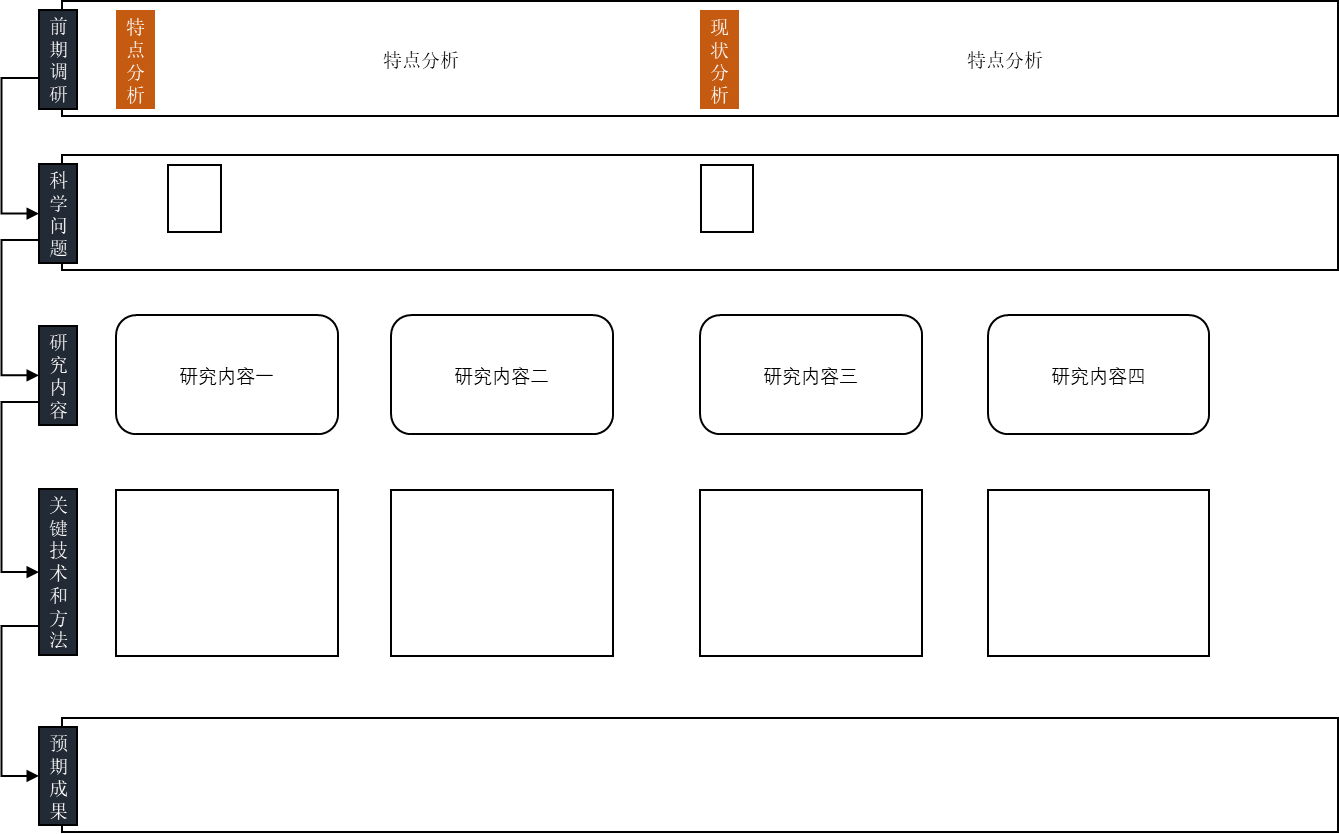 前期调研
特点分析
特点分析
现状分析
特点分析
科学问题
研究内容
研究内容一
研究内容二
研究内容三
研究内容四
关键技术和方法
预期成果